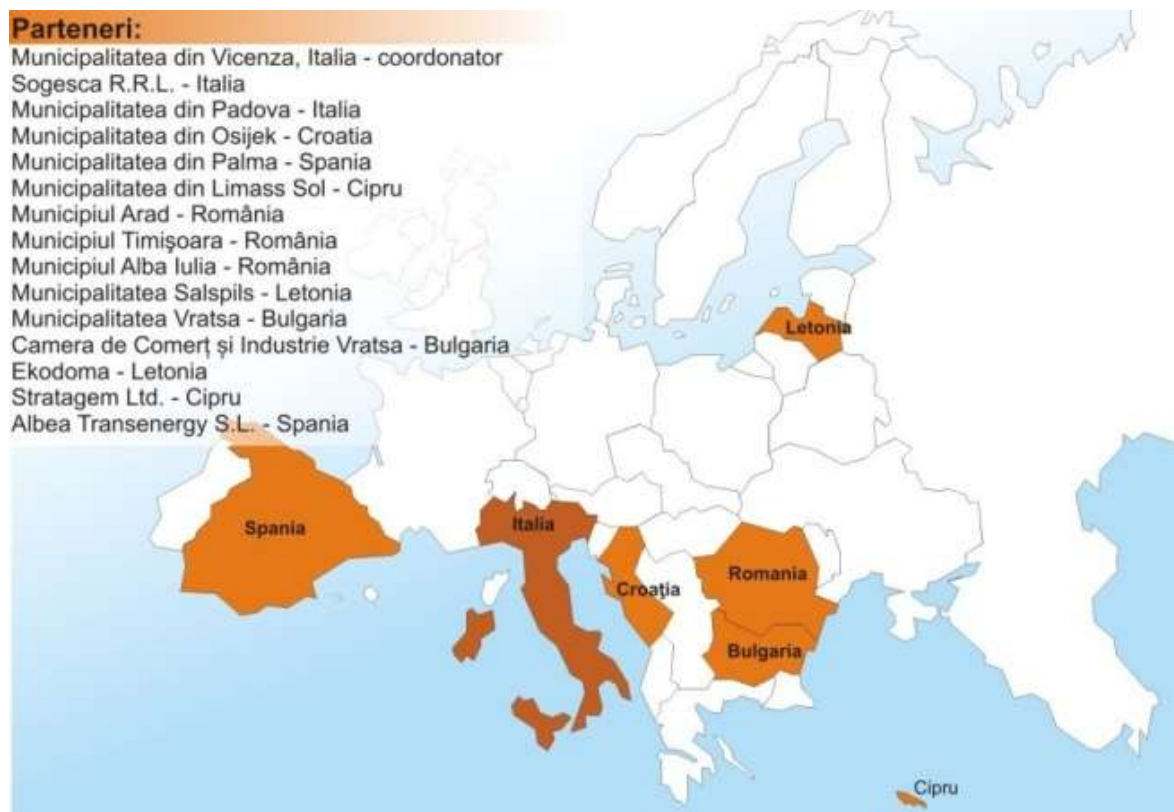 Parteneri:
Municipalitatea din Vicenza, Italia - coordonator
Sogesca R.R.L. - Italia
Municipalitatea din Padova - Italia
Municipalitatea din Osijek - Croatia
Municipalitatea din Palma - Spania
Municipalitatea din Limass Sol - Cipru
Municipiul Arad - România
Municipiul Timişoara - România
Municipiul Alba Iulia - România
Municipalitatea Salspils - Letonia
Municipalitatea Vratsa - Bulgaria
Camera de Comerț și Industrie Vratsa - Bulgaria
Ekodoma - Letonia
Stratagem Ltd. - Cipru
Albea Transenergy S.L. - Spania
Letonia
Spania
Italia
Croaţia
Romania
Bulgaria
Cipru